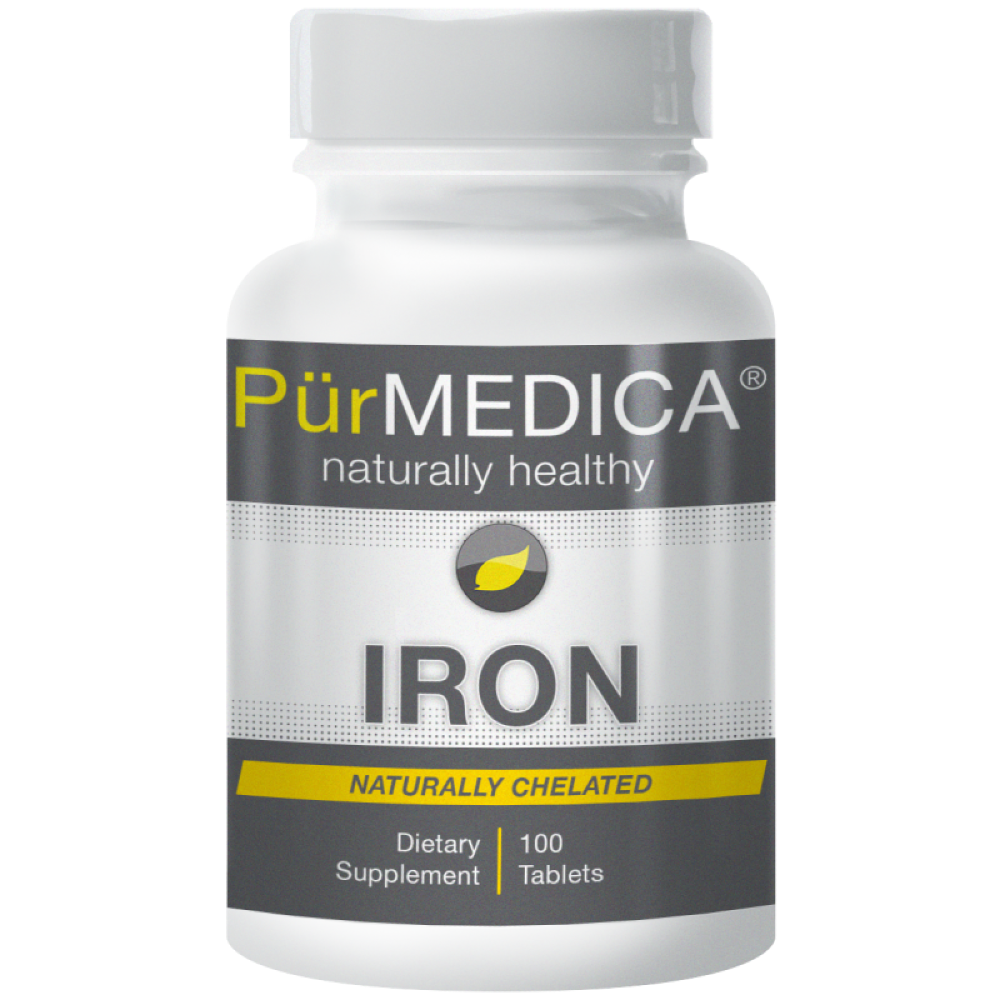 PürMEDICA®
naturally healthy
IRON
NATURALLY CHELATED
Dietary Supplement
100 Tablets